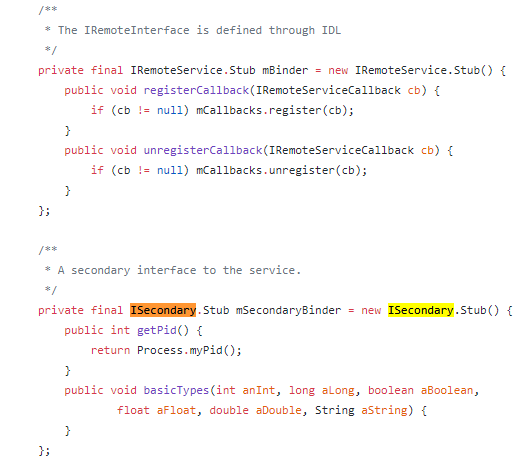 /**
 * The IRemoteInterface is defined through IDL
 */
private final IRemoteService.Stub mBinder = new IRemoteService.Stub() {
    public void registerCallback(IRemoteServiceCallback cb) {
        if (cb != null) mCallbacks.register(cb);
    }
    public void unregisterCallback(IRemoteServiceCallback cb) {
        if (cb != null) mCallbacks.unregister(cb);
    }
};

/**
 * A secondary interface to the service.
 */
private final ISecondary.Stub mSecondaryBinder = new ISecondary.Stub() {
    public int getPid() {
        return Process.myPid();
    }
    public void basicTypes(int anInt, long aLong, boolean aBoolean,
            float aFloat, double aDouble, String aString) {
    }
};